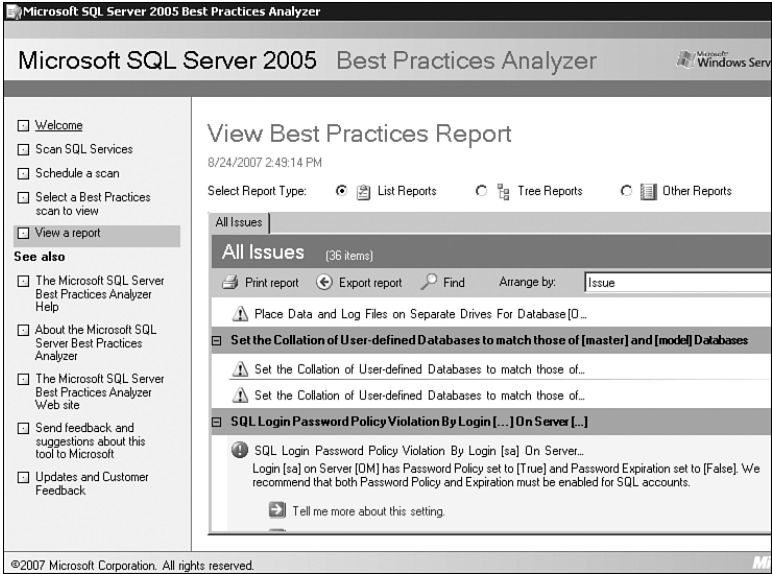 Microsoft SQL Server 2005 Best Practices Analyzer
Microsoft SQL Server 2005 Best Practices Analyzer
Microsoft
Windows Serv
Welcome
Scan SQL Services
Schedule a scan
Select a Best Practices
scan to view
View a report
See also
The Microsoft SQL Server
Best Practices Analyzer
Help
About the Microsoft SQL
Server Best Practices
Analyzer
The Microsoft SQL Server
Best Practices Analyzer
Web site
Send feedback and
suggestions about this
tool to Microsoft
Updates and Customer
Feedback
View Best Practices Report
8/24/2007 2:49:14 PM
Select Report Type: List Reports Tree Reports Other Reports
All Issues
All Issues (36 items)
Print report Export report Find Arrange by: Issue
Place Data and Log Files on Separate Drives For Database [O...
Set the Collation of User-defined Databases to match those of [master] and [model] Databases
Set the Collation of User-defined Databases to match those of...
Set the Collation of User-defined Databases to match those of...
SQL Login Password Policy Violation By Login [...] On Server [...]
SQL Login Password Policy Violation By Login [sa] On Server...
Login [sa] on Server [OM] has Password Policy set to [True] and Password Expiration set to [False]. We
recommend that both Password Policy and Expiration must be enabled for SQL accounts.
Tell me more about this setting.
©2007 Microsoft Corporation. All rights reserved.